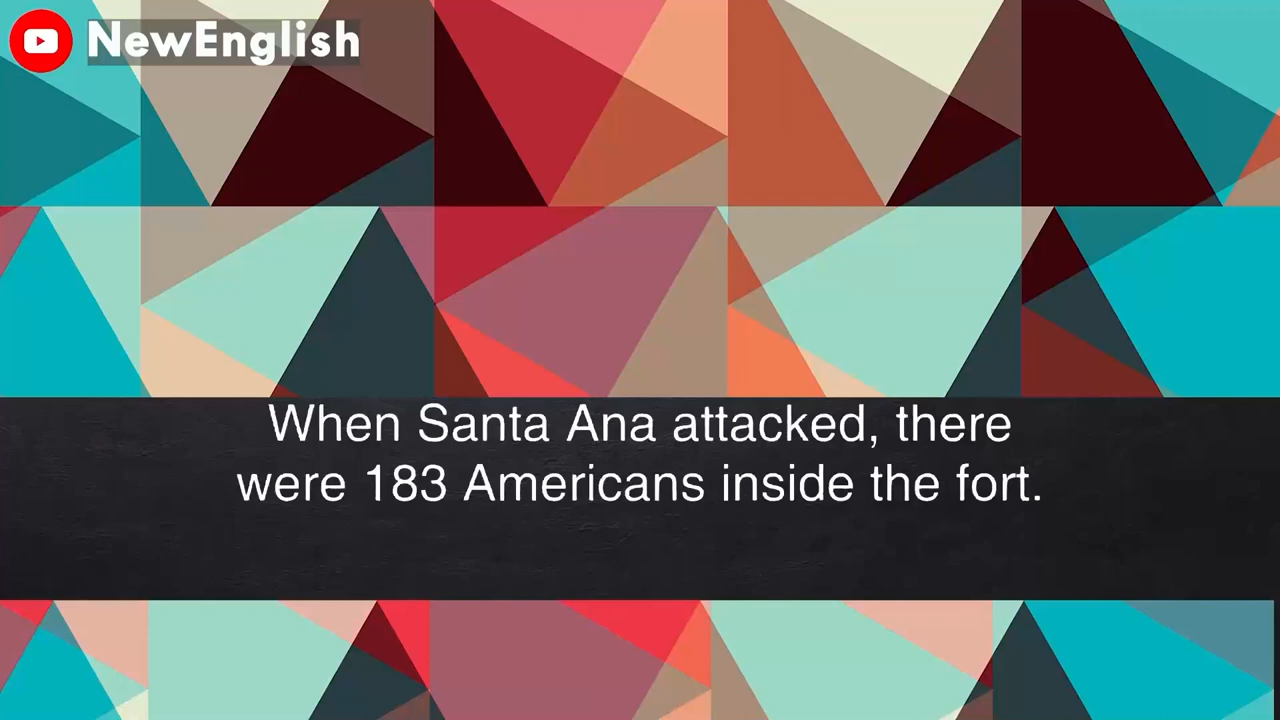 NewEnglish
When Santa Ana attacked, there
were 183 Americans inside the fort.